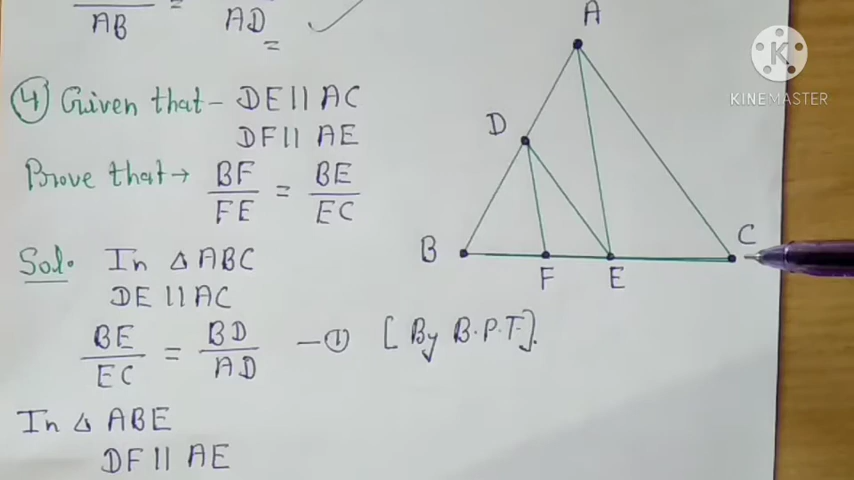 AB = AD
=
④ Given that - DE || AC
DF || AE
Prove that → BF/FE = BE/EC
Sol. In △ ABC
DE || AC
BE/EC = BD/AD —① [By B.P.T].
In △ ABE
DF || AE
A
D
B
F
E
C
K
KINEMASTER